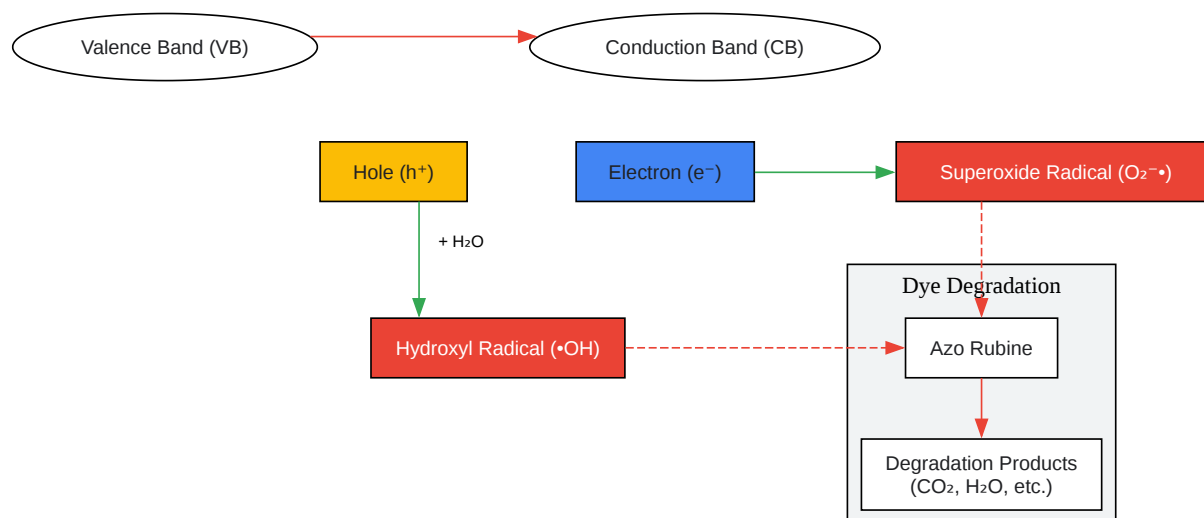 Valence Band (VB)
Conduction Band (CB)
Hole (h⁺)
Electron (e⁻)
Superoxide Radical (O₂⁻•)
+ H₂O
Dye Degradation
Hydroxyl Radical (•OH)
Azo Rubine
Degradation Products
(CO₂, H₂O, etc.)